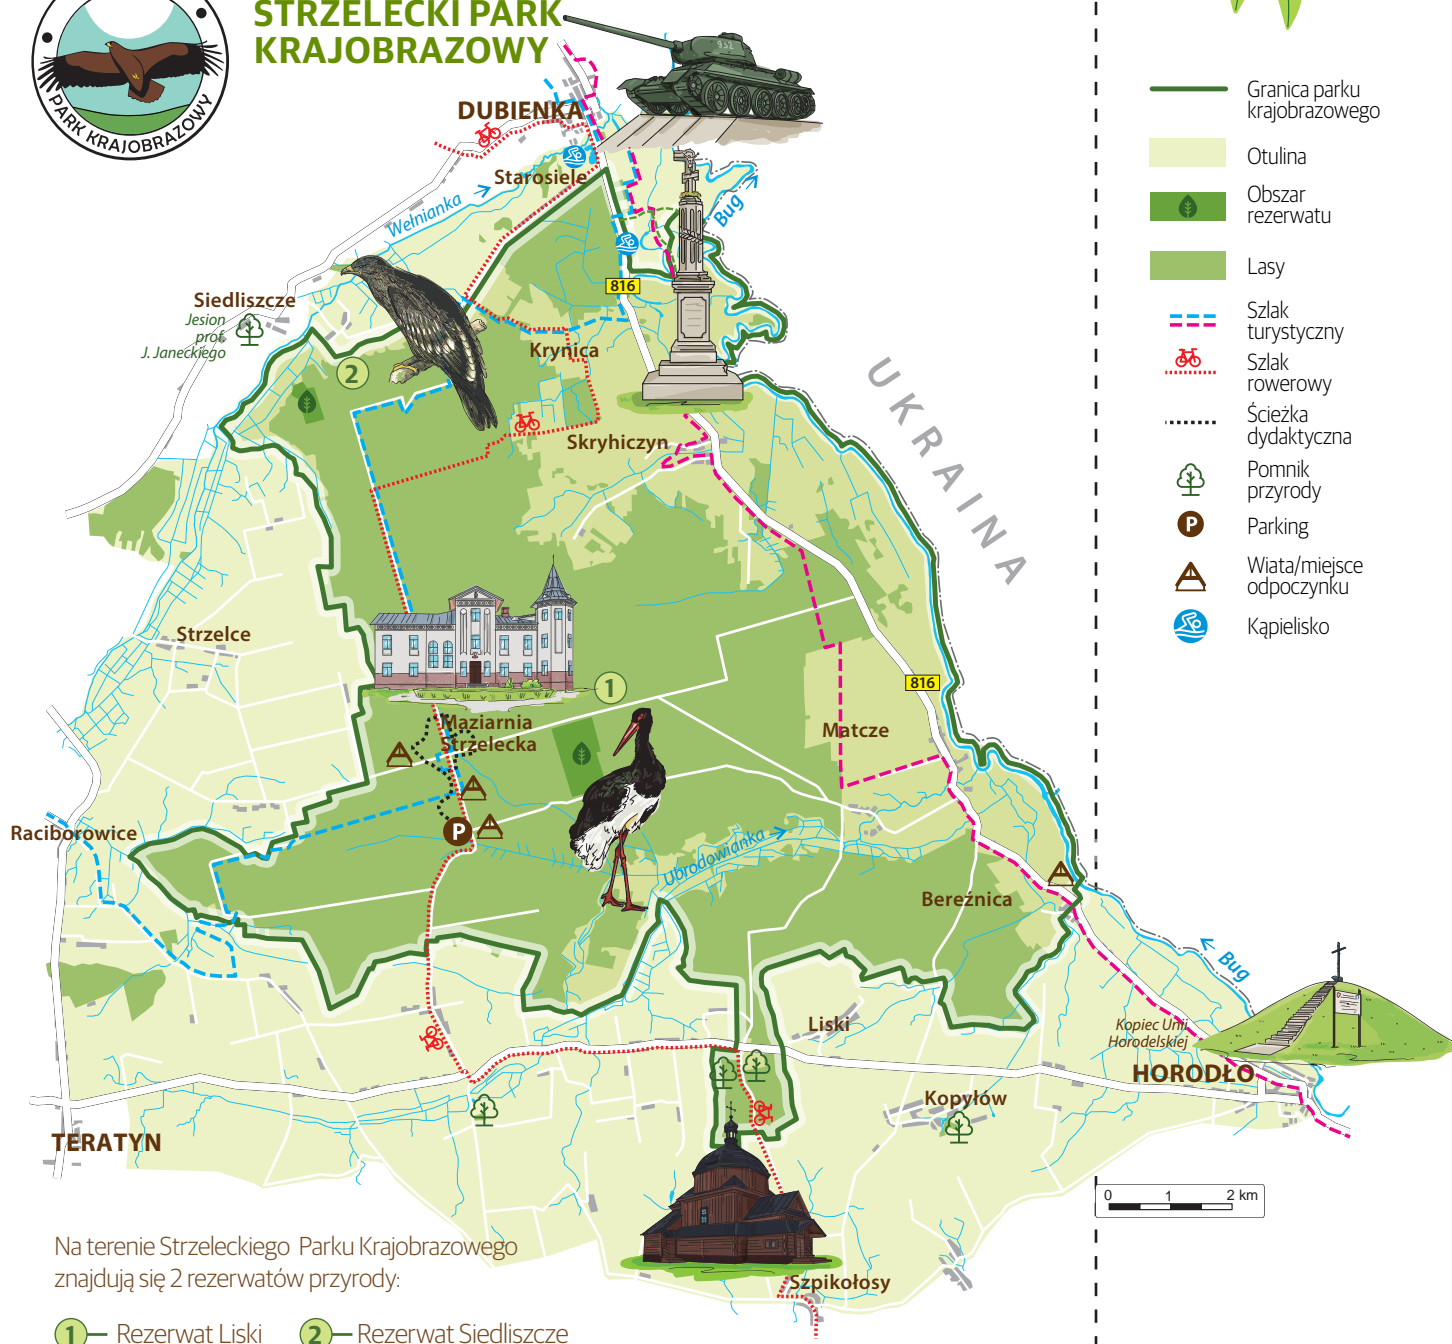 STRZELECKI PARK
KRAJOBRAZOWY
PARK KRAJOBRAZOWY
932
DUBIENKA
Starosiele
Wełnianka
Bug
816
Siedliszcze
Jesion
prof.
J. Janeckiego
2
Krynica
Skryhiczyn
UKRAINA
Strzelce
1
816
Maziarnia
Strzelecka
Matcze
P
Raciborowice
Ubrodowianka
Bereźnica
Bug
Liski
Kopiec Unii
Horodelskiej
HORODŁO
Kopyłów
TERATYN
Szpikołosy
Granica parku
krajobrazowego
Otulina
Obszar
rezerwatu
Lasy
Szlak
turystyczny
Szlak
rowerowy
Ścieżka
dydaktyczna
Pomnik
przyrody
P
Parking
Wiata/miejsce
odpoczynku
Kąpielisko
0 1 2 km
Na terenie Strzeleckiego Parku Krajobrazowego
znajdują się 2 rezerwatów przyrody:
1 Rezerwat Liski 2 Rezerwat Siedliszcze